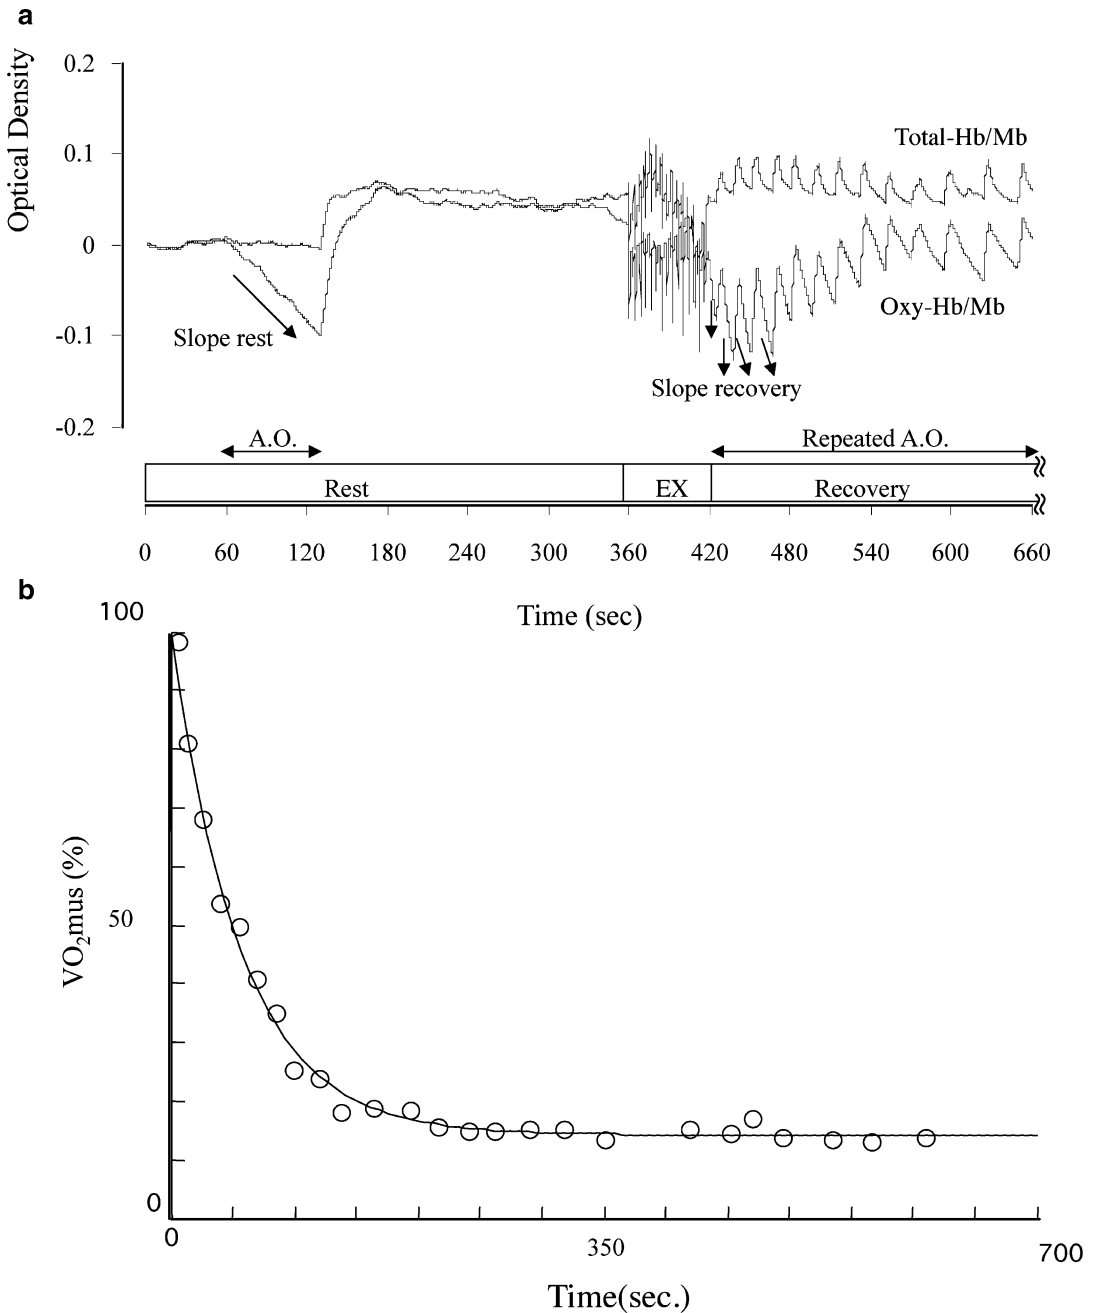 a
Optical Density
0.2
0.1
0
-0.1
-0.2
Total-Hb/Mb
Oxy-Hb/Mb
Slope rest
Slope recovery
A.O.
Repeated A.O.
Rest
EX
Recovery
0 60 120 180 240 300 360 420 480 540 600 660
Time (sec)
b
100
50
0
VO₂mus (%)
0 350 700
Time(sec.)